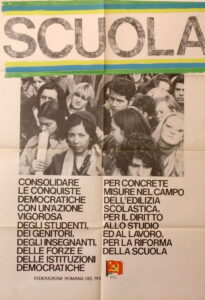 SCUOLA
CONSOLIDARE
LE CONQUISTE
DEMOCRATICHE
CON UN'AZIONE
VIGOROSA
DEGLI STUDENTI,
DEI GENITORI,
DEGLI INSEGNANTI,
DELLE FORZE E
DELLE ISTITUZIONI
DEMOCRATICHE
PER CONCRETE
MISURE NEL CAMPO
DELL'EDILIZIA
SCOLASTICA,
PER IL DIRITTO
ALLO STUDIO
ED AL LAVORO,
PER LA RIFORMA
DELLA SCUOLA
FEDERAZIONE ROMANA DEL PCI